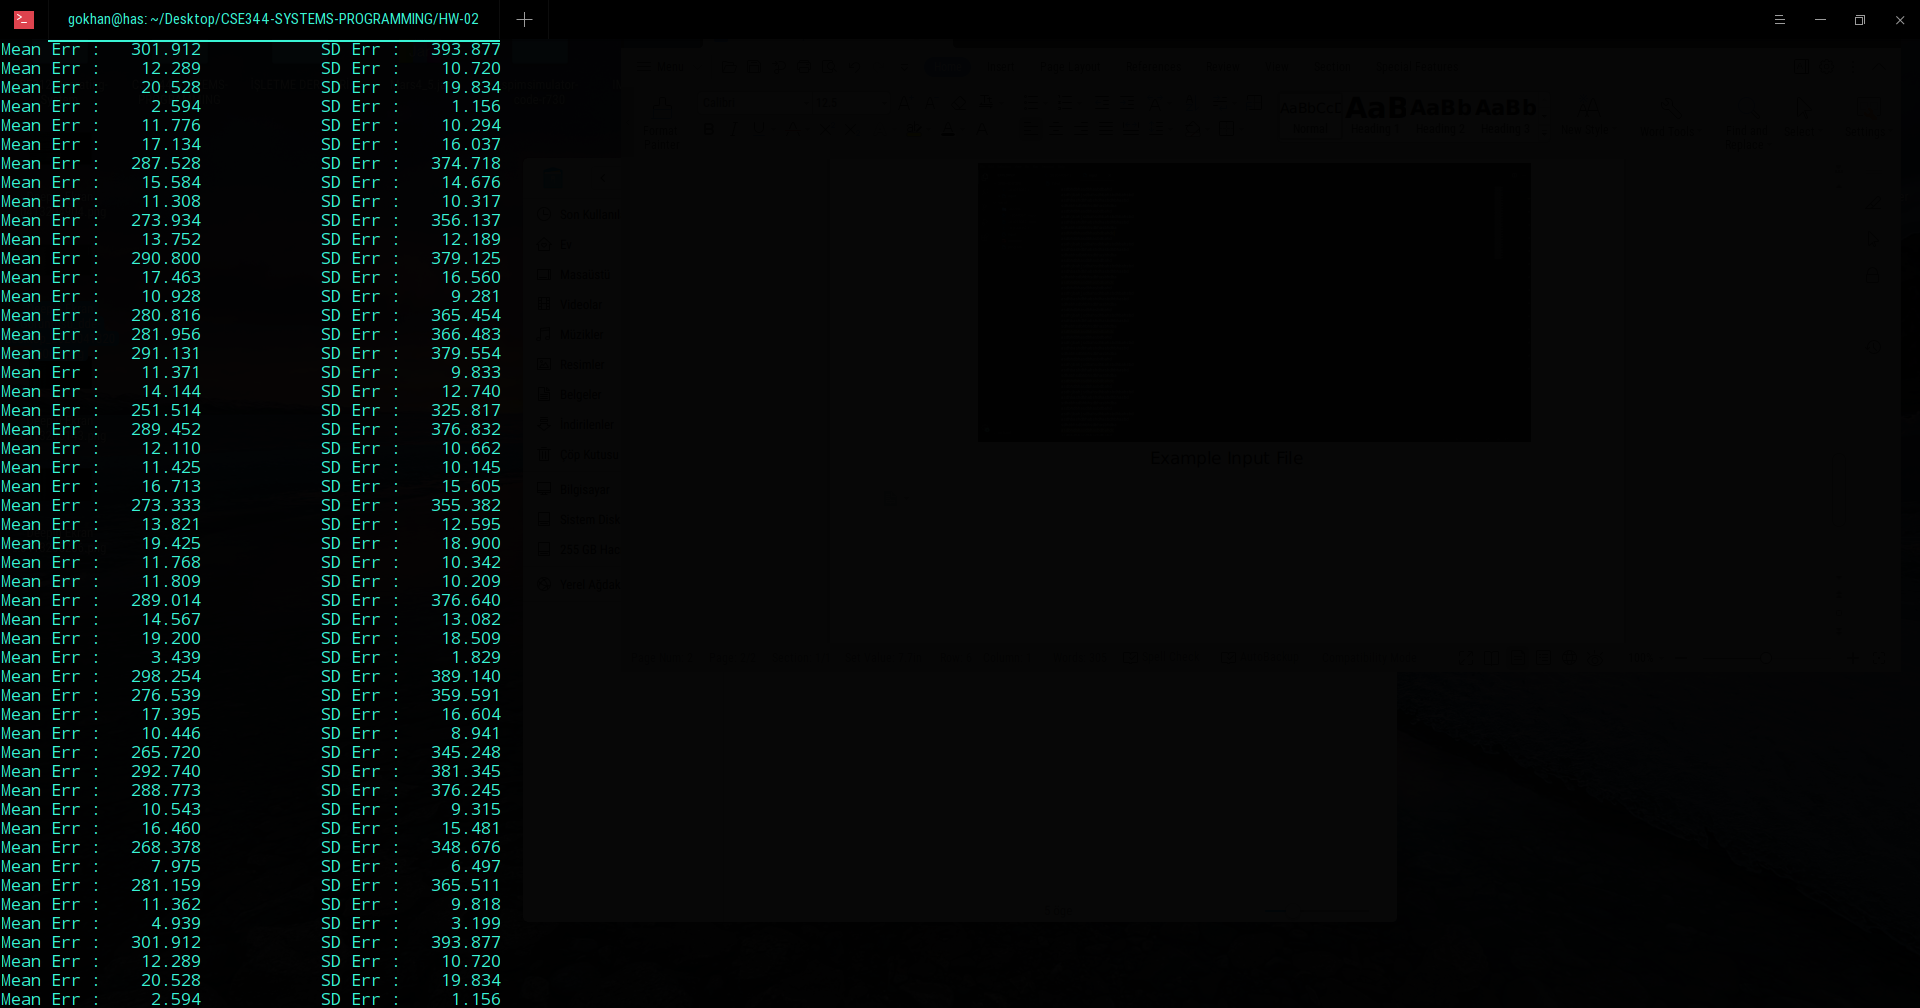 gokhan@has: ~/Desktop/CSE344-SYSTEMS-PROGRAMMING/HW-02
Mean Err : 301.912 SD Err : 393.877
Mean Err : 12.289 SD Err : 10.720
Mean Err : 20.528 SD Err : 19.834
Mean Err : 2.594 SD Err : 1.156
Mean Err : 11.776 SD Err : 10.294
Mean Err : 17.134 SD Err : 16.037
Mean Err : 287.528 SD Err : 374.718
Mean Err : 15.584 SD Err : 14.676
Mean Err : 11.308 SD Err : 10.317
Mean Err : 273.934 SD Err : 356.137
Mean Err : 13.752 SD Err : 12.189
Mean Err : 290.800 SD Err : 379.125
Mean Err : 17.463 SD Err : 16.560
Mean Err : 10.928 SD Err : 9.281
Mean Err : 280.816 SD Err : 365.454
Mean Err : 281.956 SD Err : 366.483
Mean Err : 291.131 SD Err : 379.554
Mean Err : 11.371 SD Err : 9.833
Mean Err : 14.144 SD Err : 12.740
Mean Err : 251.514 SD Err : 325.817
Mean Err : 289.452 SD Err : 376.832
Mean Err : 12.110 SD Err : 10.662
Mean Err : 11.425 SD Err : 10.145
Mean Err : 16.713 SD Err : 15.605
Mean Err : 273.333 SD Err : 355.382
Mean Err : 13.821 SD Err : 12.595
Mean Err : 19.425 SD Err : 18.900
Mean Err : 11.768 SD Err : 10.342
Mean Err : 11.809 SD Err : 10.209
Mean Err : 289.014 SD Err : 376.640
Mean Err : 14.567 SD Err : 13.082
Mean Err : 19.200 SD Err : 18.509
Mean Err : 3.439 SD Err : 1.829
Mean Err : 298.254 SD Err : 389.140
Mean Err : 276.539 SD Err : 359.591
Mean Err : 17.395 SD Err : 16.604
Mean Err : 10.446 SD Err : 8.941
Mean Err : 265.720 SD Err : 345.248
Mean Err : 292.740 SD Err : 381.345
Mean Err : 288.773 SD Err : 376.245
Mean Err : 10.543 SD Err : 9.315
Mean Err : 16.460 SD Err : 15.481
Mean Err : 268.378 SD Err : 348.676
Mean Err : 7.975 SD Err : 6.497
Mean Err : 281.159 SD Err : 365.511
Mean Err : 11.362 SD Err : 9.818
Mean Err : 4.939 SD Err : 3.199
Mean Err : 301.912 SD Err : 393.877
Mean Err : 12.289 SD Err : 10.720
Mean Err : 20.528 SD Err : 19.834
Mean Err : 2.594 SD Err : 1.156
AaBbCcD AaB AaBb AaBb
Example Input File